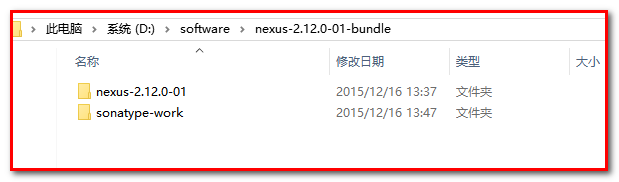 此电脑 > 系统 (D:) > software > nexus-2.12.0-01-bundle
名称 修改日期 类型 大小
nexus-2.12.0-01 2015/12/16 13:37 文件夹
sonatype-work 2015/12/16 13:47 文件夹